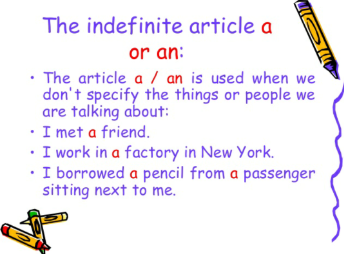 The indefinite article a
or an:
• The article a / an is used when we
don't specify the things or people we
are talking about:
• I met a friend.
• I work in a factory in New York.
• I borrowed a pencil from a passenger
sitting next to me.